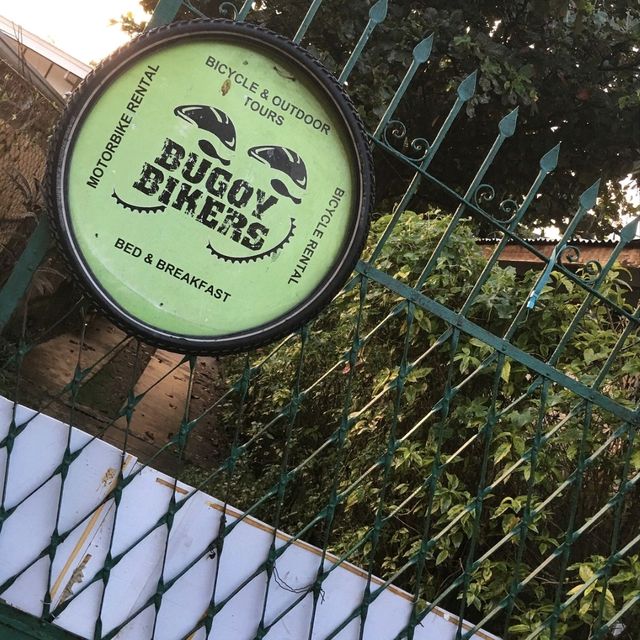 BICYCLE & OUTDOOR
TOURS
MOTORBIKE RENTAL
BUGOY
BIKERS
BICYCLE RENTAL
BED & BREAKFAST